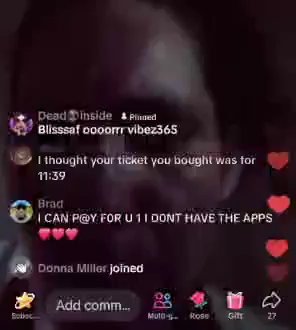 Dead💀inside 📌 Pinned
Blisssaf oooorrr vibez365
I thought your ticket you bought was for
11:39
Brad
I CAN P@Y F0R U 1 I DONT HAVE THE APPS
❤️❤️❤️
Donna Miller joined
Add comm...
Multi-g... Rose Gift 27